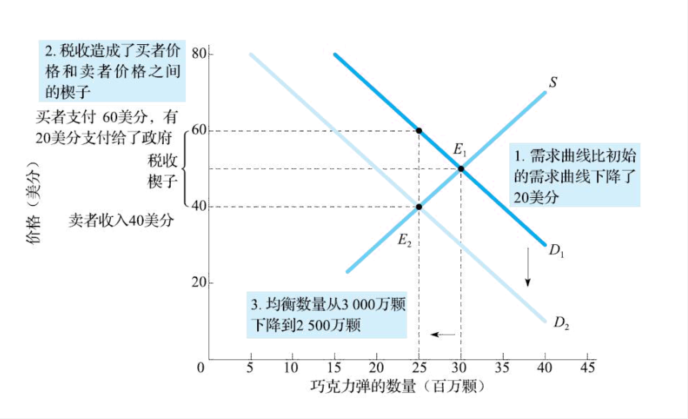 2. 税收造成了买者价
格和卖者价格之间
的楔子
买者支付 60美分，有
20美分支付给了政府
税收
楔子
卖者收入40美分
价格（美分）
80
60
40
20
0
S
E₁
1. 需求曲线比初始
的需求曲线下降了
20美分
E₂
D₁
3. 均衡数量从3 000万颗
下降到2 500万颗
D₂
5 10 15 20 25 30 35 40 45
巧克力弹的数量（百万颗）